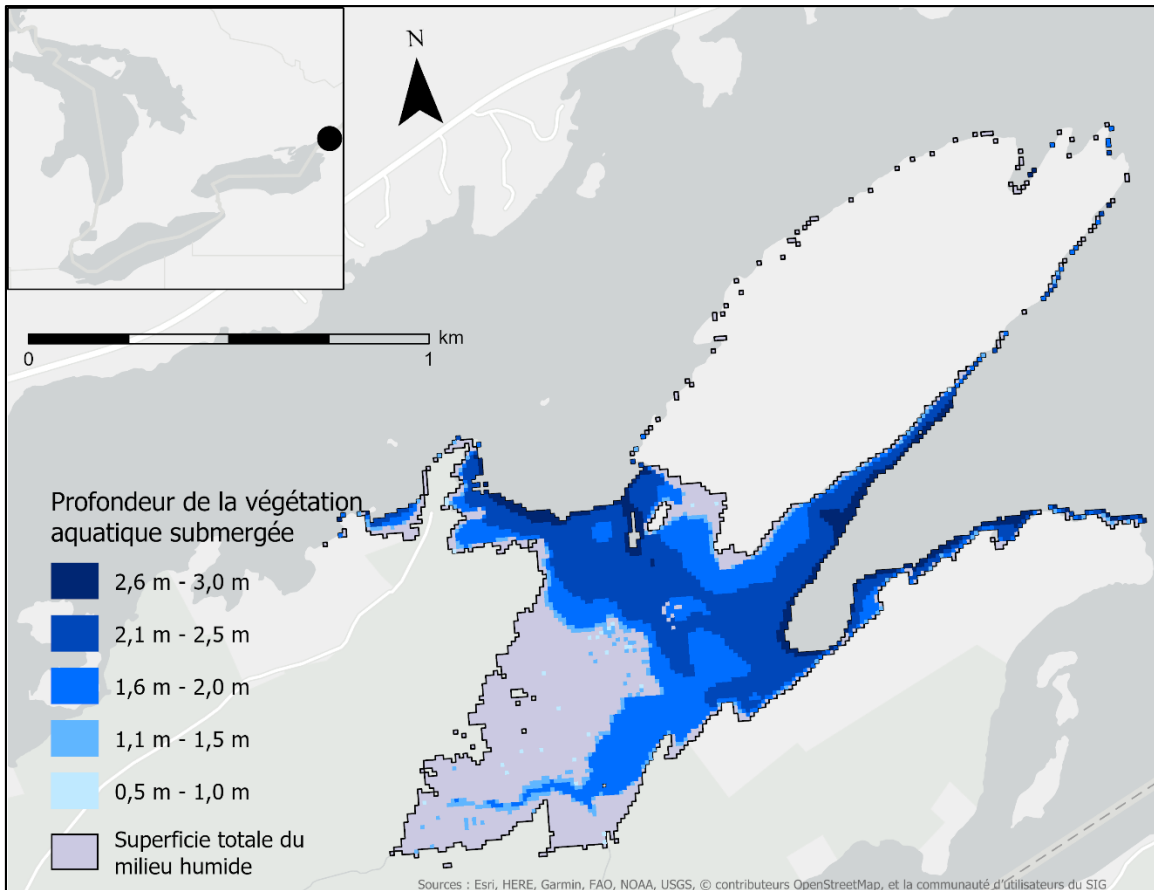 N
km
0
1
Profondeur de la végétation
aquatique submergée
2,6 m - 3,0 m
2,1 m - 2,5 m
1,6 m - 2,0 m
1,1 m - 1,5 m
0,5 m - 1,0 m
Superficie totale du
milieu humide
Sources : Esri, HERE, Garmin, FAO, NOAA, USGS, © contributeurs OpenStreetMap, et la communauté d'utilisateurs du SIG